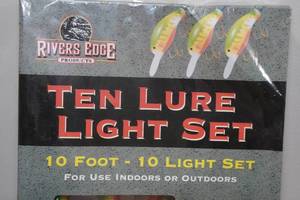 RIVERS EDGE
PRODUCTS
TEN LURE
LIGHT SET
10 FOOT - 10 LIGHT SET
FOR USE INDOORS OR OUTDOORS